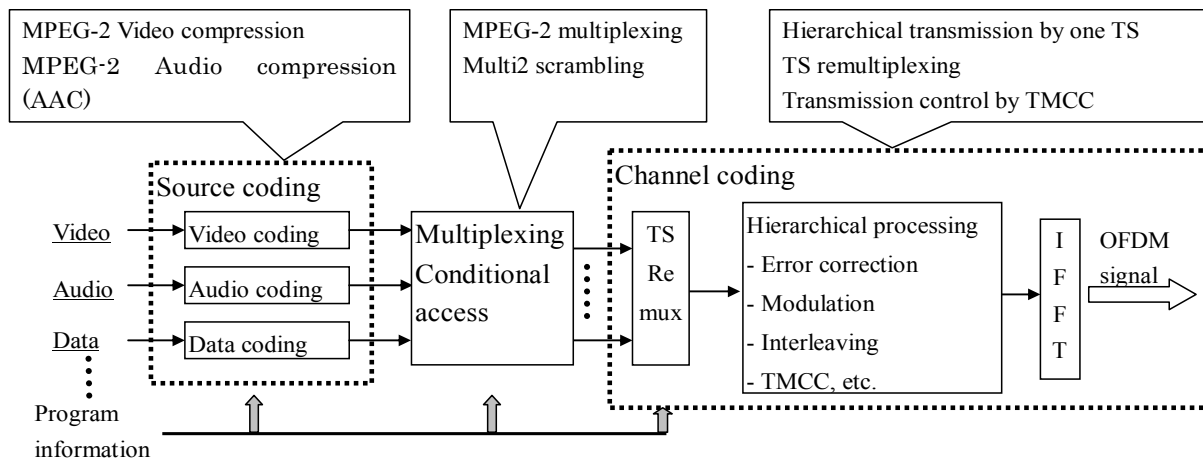 MPEG-2 Video compression
MPEG-2 Audio compression
(AAC)
MPEG-2 multiplexing
Multi2 scrambling
Hierarchical transmission by one TS
TS remultiplexing
Transmission control by TMCC
Source coding
Video
Audio
Data
Video coding
Audio coding
Data coding
Multiplexing
Conditional
access
Channel coding
TS
Re
mux
Hierarchical processing
- Error correction
- Modulation
- Interleaving
- TMCC, etc.
I
F
F
T
OFDM
signal
Program
information